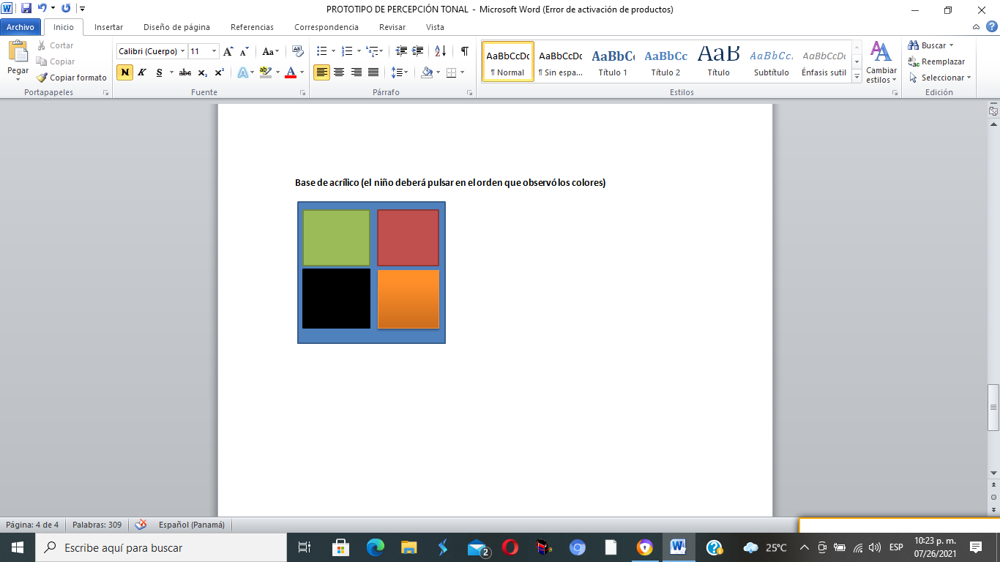 PROTOTIPO DE PERCEPCIÓN TONAL - Microsoft Word (Error de activación de productos)
Archivo Inicio Insertar Diseño de página Referencias Correspondencia Revisar Vista
Pegar
Cortar
Copiar
Copiar formato
Portapapeles
Calibri (Cuerpo) 11
N K S abc x₂ x²
Fuente
Párrafo
AaBbCcDc AaBbCcDc AaBbCc AaBbCc AaB AaBbCc. AaBbCcDc
¶ Normal ¶ Sin espa... Título 1 Título 2 Título Subtítulo Énfasis sutil
Cambiar estilos
Estilos
Buscar
Reemplazar
Seleccionar
Edición
Base de acrílico (el niño deberá pulsar en el orden que observó los colores)
Página: 4 de 4 Palabras: 309 Español (Panamá)
Escribe aquí para buscar
2
25°C
ESP
10:23 p. m.
07/26/2021